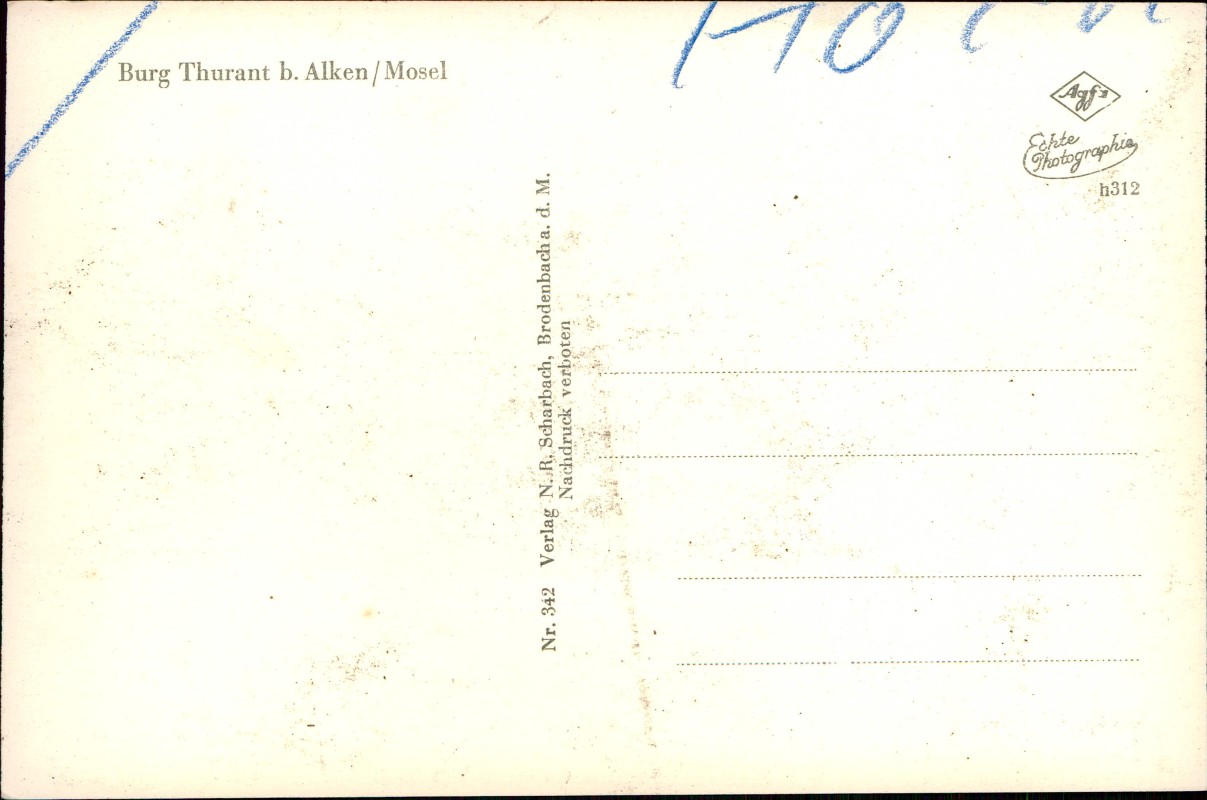 Burg Thurant b. Alken/Mosel
Agfa
Echte
Photographie
h312
Nr. 342 Verlag N. R. Scharbach, Brodenbach a. d. M.
Nachdruck verboten